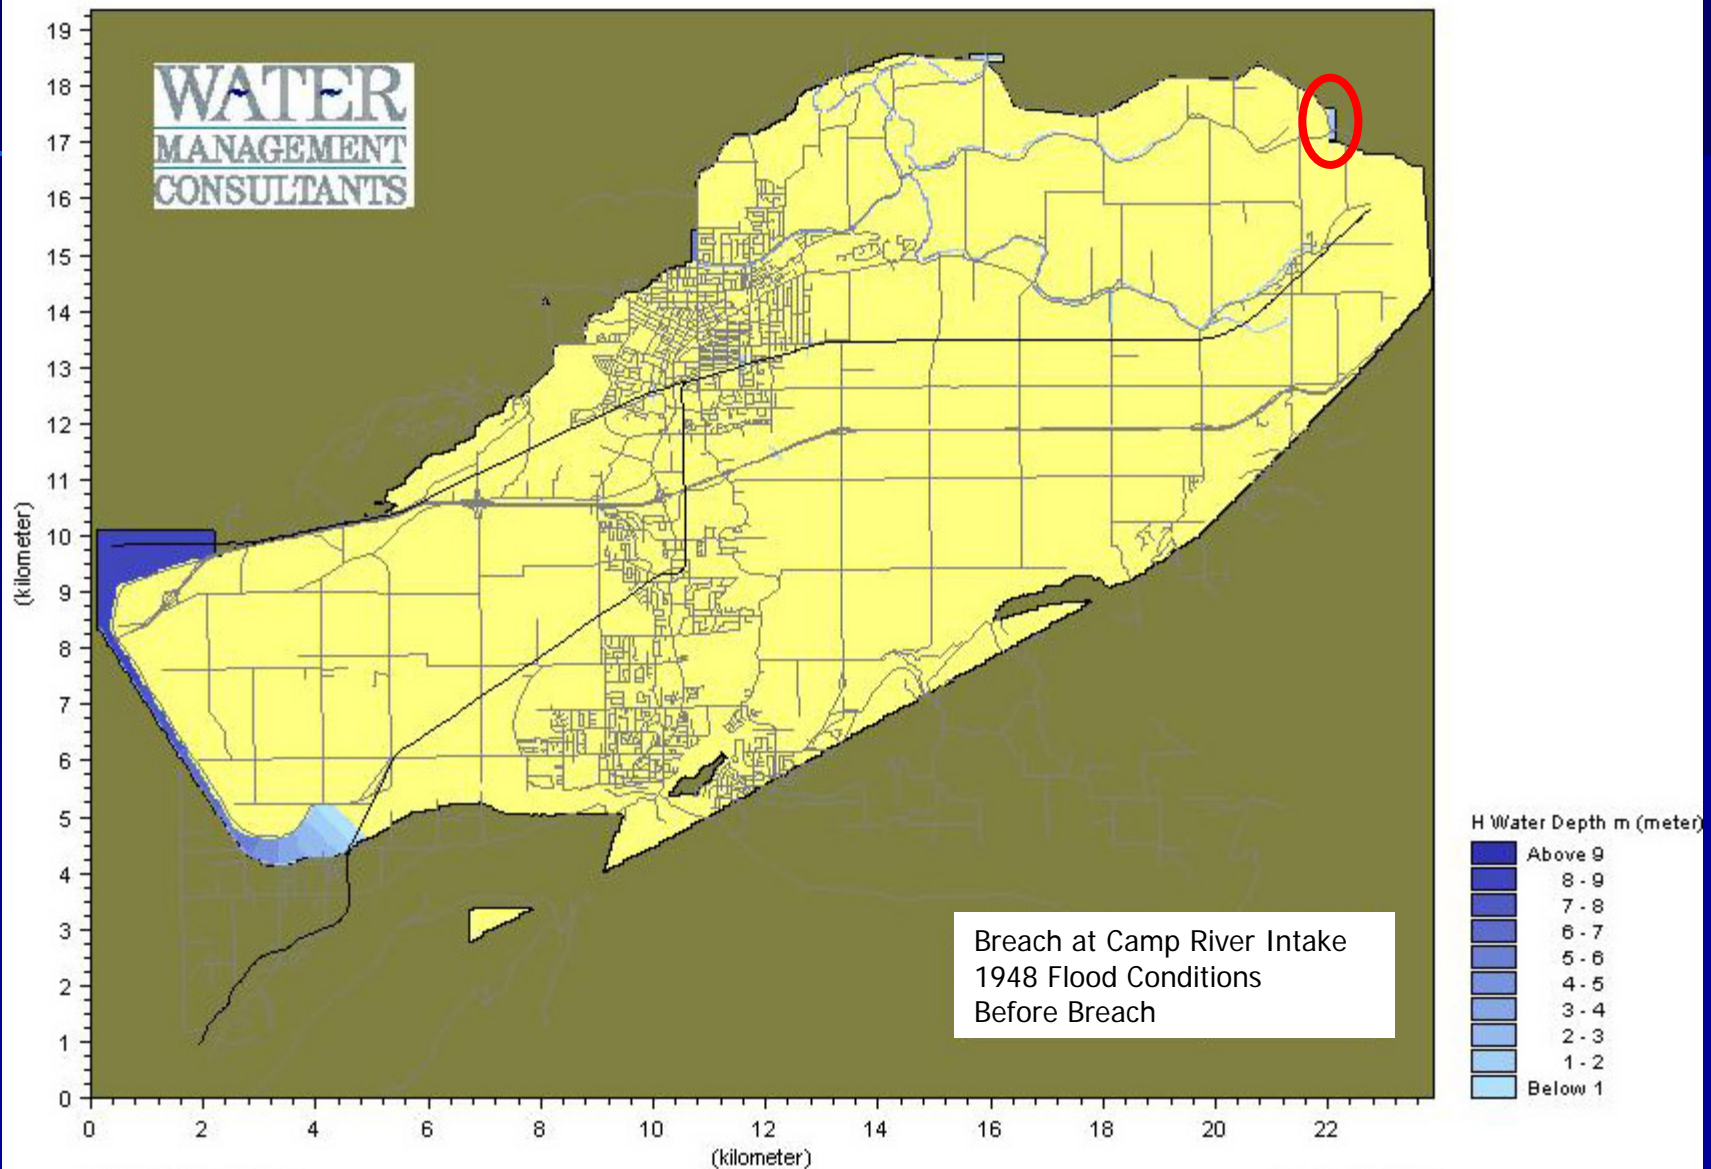 WATER
MANAGEMENT
CONSULTANTS
19
18
17
16
15
14
13
12
11
10
9
8
7
6
5
4
3
2
1
0
(kilometer)
0 2 4 6 8 10 12 14 16 18 20 22
(kilometer)
Breach at Camp River Intake
1948 Flood Conditions
Before Breach
H Water Depth m (meter)
Above 9
8 - 9
7 - 8
6 - 7
5 - 6
4 - 5
3 - 4
2 - 3
1 - 2
Below 1